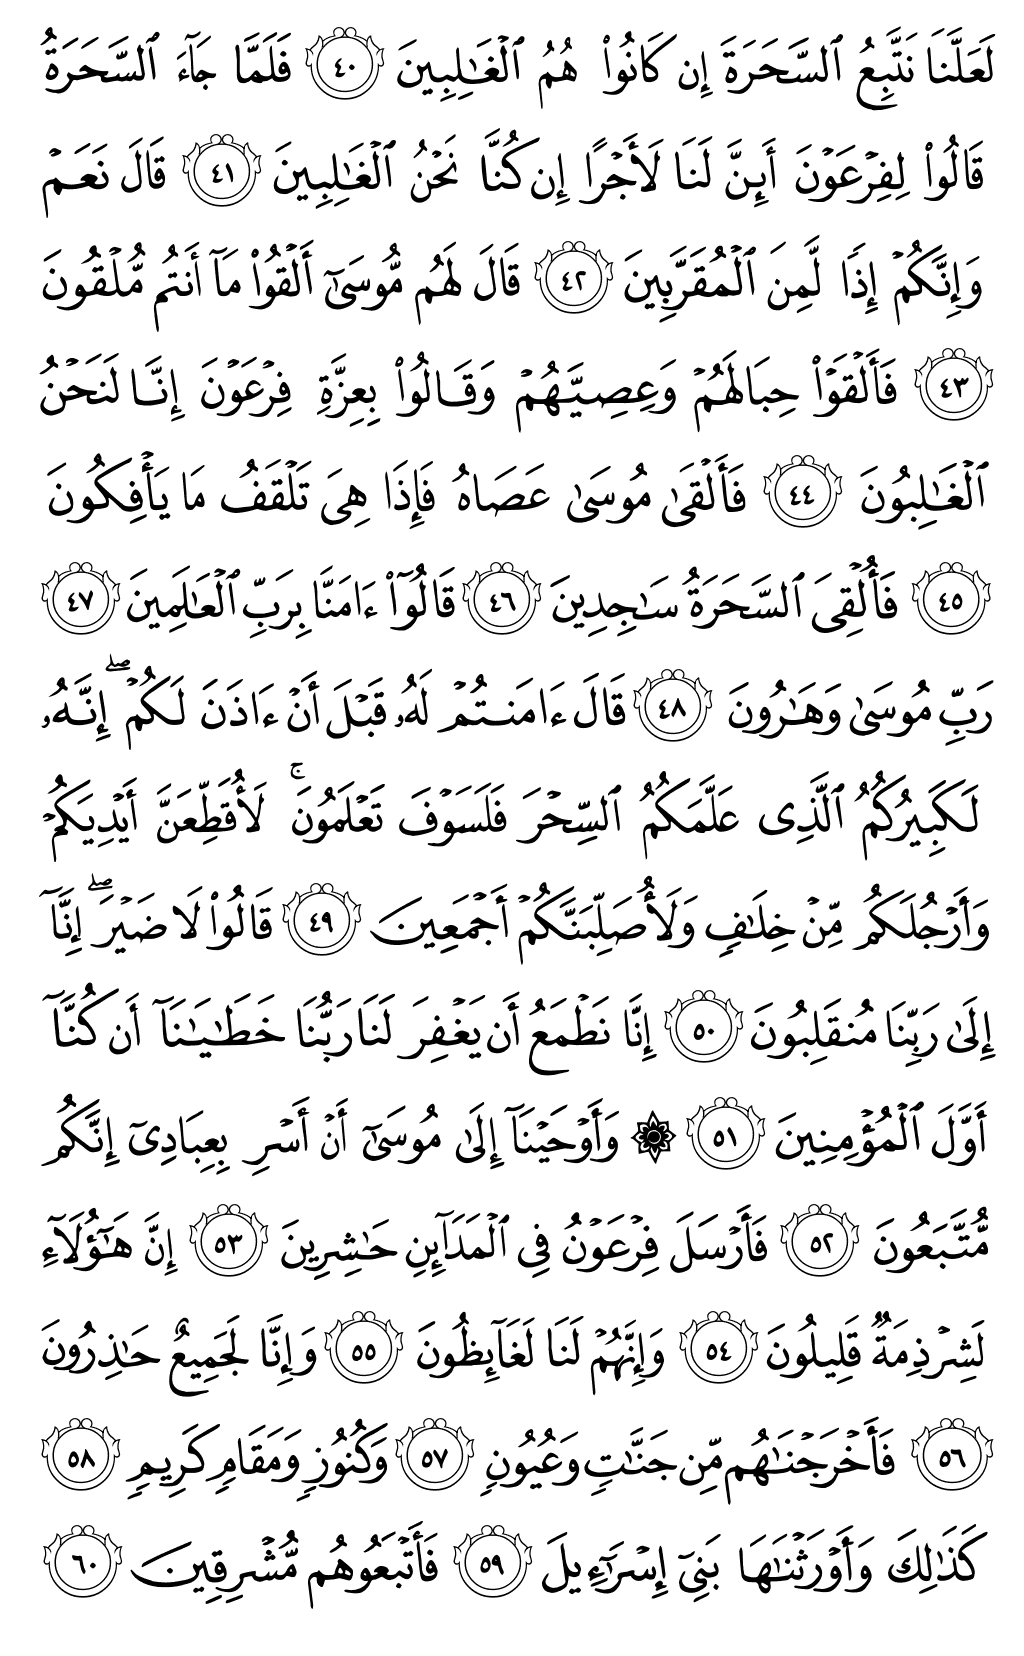 لَعَلَّنَا نَتَّبِعُ ٱلسَّحَرَةَ إِن كَانُوا۟ هُمُ ٱلْغَـٰلِبِينَ ٤٠ فَلَمَّا جَآءَ ٱلسَّحَرَةُ
قَالُوا۟ لِفِرْعَوْنَ أَئِنَّ لَنَا لَأَجْرًا إِن كُنَّا نَحْنُ ٱلْغَـٰلِبِينَ ٤١ قَالَ نَعَمْ
وَإِنَّكُمْ إِذًا لَّمِنَ ٱلْمُقَرَّبِينَ ٤٢ قَالَ لَهُم مُّوسَىٰٓ أَلْقُوا۟ مَآ أَنتُم مُّلْقُونَ
٤٣ فَأَلْقَوْا۟ حِبَالَهُمْ وَعِصِيَّهُمْ وَقَالُوا۟ بِعِزَّةِ فِرْعَوْنَ إِنَّا لَنَحْنُ
ٱلْغَـٰلِبُونَ ٤٤ فَأَلْقَىٰ مُوسَىٰ عَصَاهُ فَإِذَا هِىَ تَلْقَفُ مَا يَأْفِكُونَ
٤٥ فَأُلْقِىَ ٱلسَّحَرَةُ سَـٰجِدِينَ ٤٦ قَالُوٓا۟ ءَامَنَّا بِرَبِّ ٱلْعَـٰلَمِينَ ٤٧
رَبِّ مُوسَىٰ وَهَـٰرُونَ ٤٨ قَالَ ءَامَنتُمْ لَهُۥ قَبْلَ أَنْ ءَاذَنَ لَكُمْ ۖ إِنَّهُۥ
لَكَبِيرُكُمُ ٱلَّذِى عَلَّمَكُمُ ٱلسِّحْرَ فَلَسَوْفَ تَعْلَمُونَ ۚ لَأُقَطِّعَنَّ أَيْدِيَكُمْ
وَأَرْجُلَكُم مِّنْ خِلَـٰفٍ وَلَأُصَلِّبَنَّكُمْ أَجْمَعِينَ ٤٩ قَالُوا۟ لَا ضَيْرَ ۖ إِنَّآ
إِلَىٰ رَبِّنَا مُنقَلِبُونَ ٥٠ إِنَّا نَطْمَعُ أَن يَغْفِرَ لَنَا رَبُّنَا خَطَـٰيَـٰنَآ أَن كُنَّآ
أَوَّلَ ٱلْمُؤْمِنِينَ ٥١ ۞ وَأَوْحَيْنَآ إِلَىٰ مُوسَىٰٓ أَنْ أَسْرِ بِعِبَادِىٓ إِنَّكُم
مُّتَّبَعُونَ ٥٢ فَأَرْسَلَ فِرْعَوْنُ فِى ٱلْمَدَآئِنِ حَـٰشِرِينَ ٥٣ إِنَّ هَـٰٓؤُلَآءِ
لَشِرْذِمَةٌ قَلِيلُونَ ٥٤ وَإِنَّهُمْ لَنَا لَغَآئِظُونَ ٥٥ وَإِنَّا لَجَمِيعٌ حَـٰذِرُونَ
٥٦ فَأَخْرَجْنَـٰهُم مِّن جَنَّـٰتٍ وَعُيُونٍ ٥٧ وَكُنُوزٍ وَمَقَامٍ كَرِيمٍ ٥٨
كَذَٰلِكَ وَأَوْرَثْنَـٰهَا بَنِىٓ إِسْرَٰٓءِيلَ ٥٩ فَأَتْبَعُوهُم مُّشْرِقِينَ ٦٠